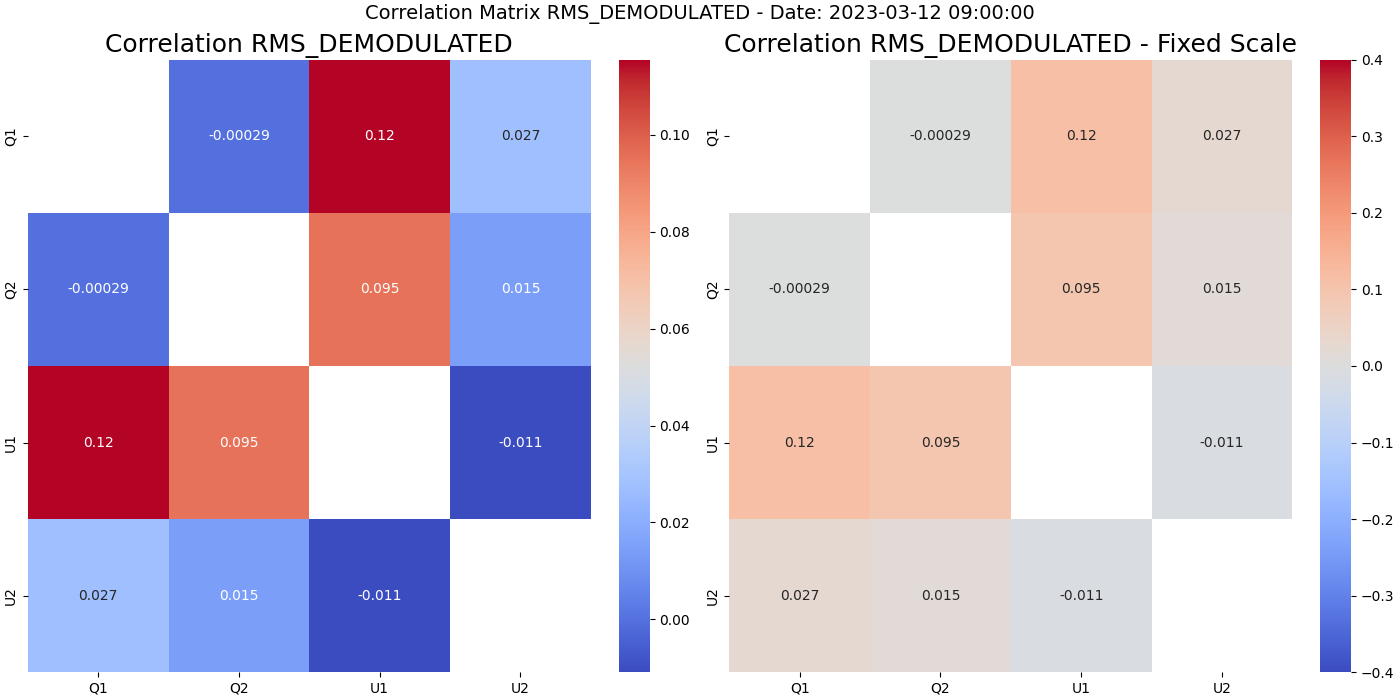 Correlation Matrix RMS_DEMODULATED - Date: 2023-03-12 09:00:00
Correlation RMS_DEMODULATED
Q1
-0.00029
0.12
0.027
Q2
-0.00029
0.095
0.015
U1
0.12
0.095
-0.011
U2
0.027
0.015
-0.011
Q1
Q2
U1
U2
0.10
0.08
0.06
0.04
0.02
0.00
Correlation RMS_DEMODULATED - Fixed Scale
Q1
-0.00029
0.12
0.027
Q2
-0.00029
0.095
0.015
U1
0.12
0.095
-0.011
U2
0.027
0.015
-0.011
Q1
Q2
U1
U2
0.4
0.3
0.2
0.1
0.0
−0.1
−0.2
−0.3
−0.4